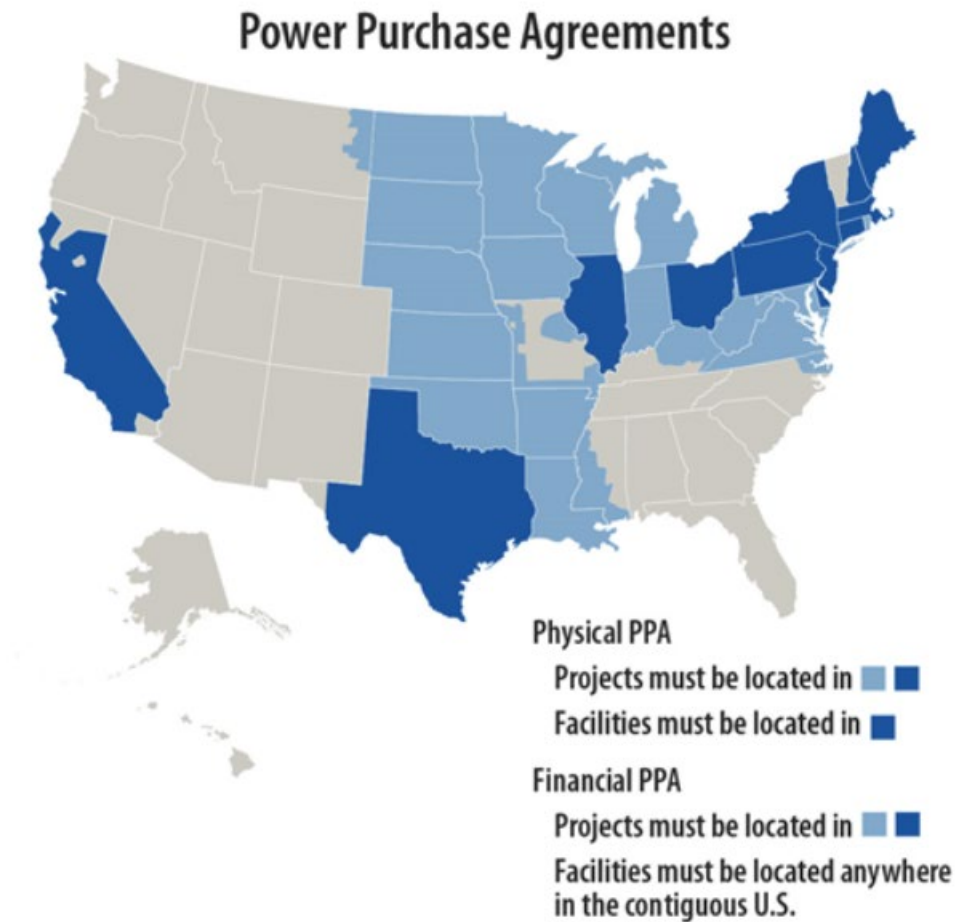 Power Purchase Agreements
Physical PPA
Projects must be located in
Facilities must be located in
Financial PPA
Projects must be located in
Facilities must be located anywhere
in the contiguous U.S.